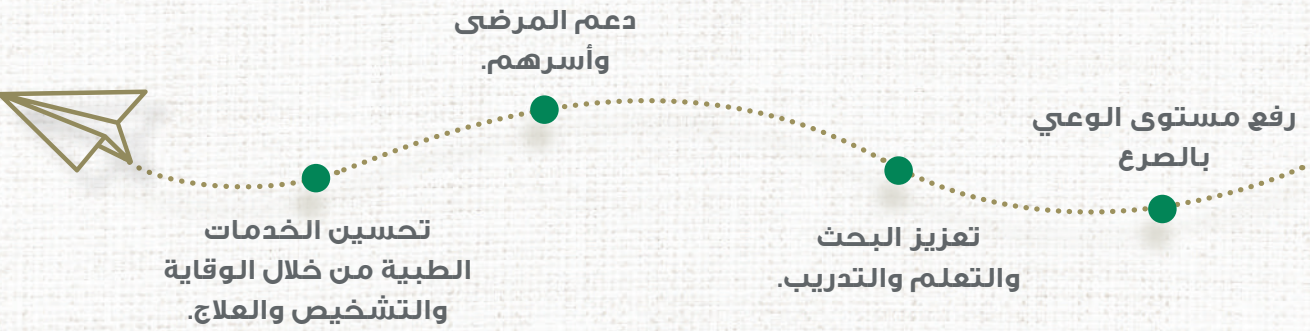 رفع مستوى الوعي
بالصرع
تعزيز البحث
والتعلم والتدريب.
دعم المرضى
وأسرهم.
تحسين الخدمات
الطبية من خلال الوقاية
والتشخيص والعلاج.